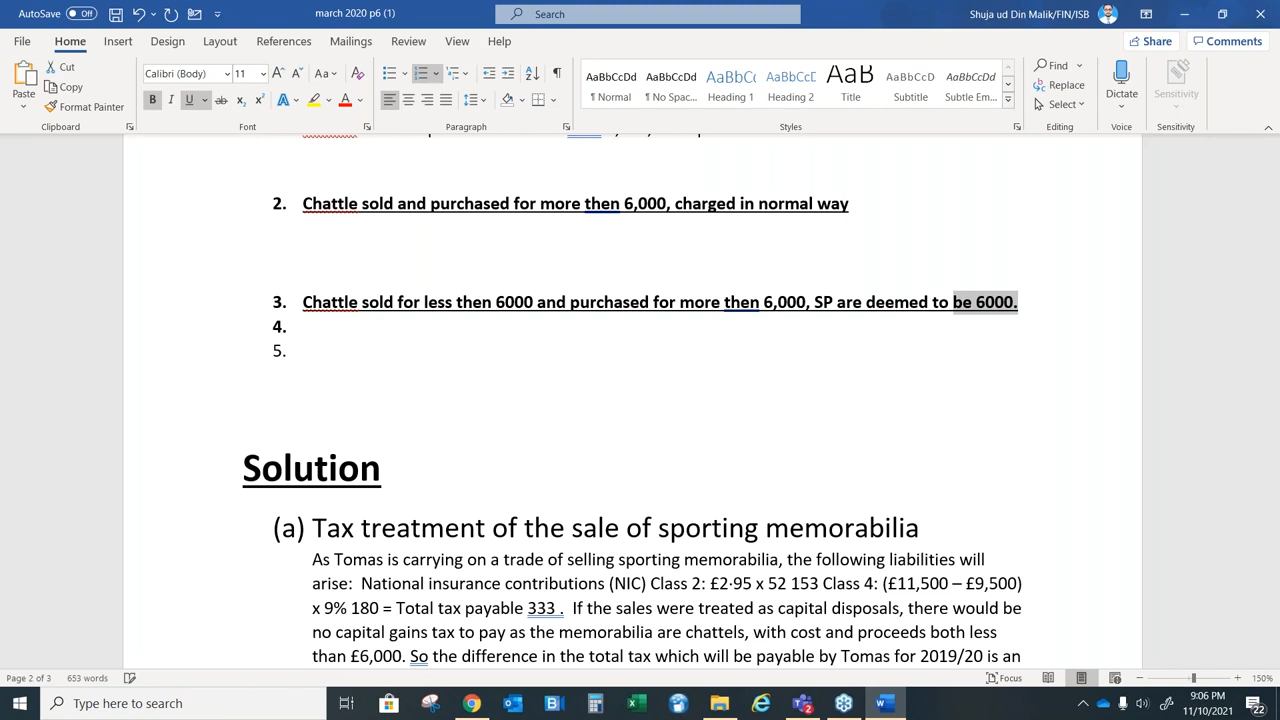 AutoSave Off march 2020 p6 (1) Search Shuja ud Din Malik/FIN/ISB
File Home Insert Design Layout References Mailings Review View Help Share Comments
Paste Cut Copy Format Painter Clipboard
Calibri (Body) 11 Aa B I U ab x₂ x² A A Font
Paragraph
AaBbCcDd AaBbCcDd AaBbC( AaBbCcE AaB AaBbCcD AaBbCcDd
¶ Normal ¶ No Spac... Heading 1 Heading 2 Title Subtitle Subtle Em...
Styles
Find Replace Select Editing
Dictate Voice
Sensitivity Sensitivity
2. Chattle sold and purchased for more then 6,000, charged in normal way
3. Chattle sold for less then 6000 and purchased for more then 6,000, SP are deemed to be 6000.
4.
5.
Solution
(a) Tax treatment of the sale of sporting memorabilia
As Tomas is carrying on a trade of selling sporting memorabilia, the following liabilities will
arise: National insurance contributions (NIC) Class 2: £2·95 x 52 153 Class 4: (£11,500 – £9,500)
x 9% 180 = Total tax payable 333 . If the sales were treated as capital disposals, there would be
no capital gains tax to pay as the memorabilia are chattels, with cost and proceeds both less
than £6,000. So the difference in the total tax which will be payable by Tomas for 2019/20 is an
Page 2 of 3 653 words Focus 150%
Type here to search 9:06 PM
11/10/2021 22